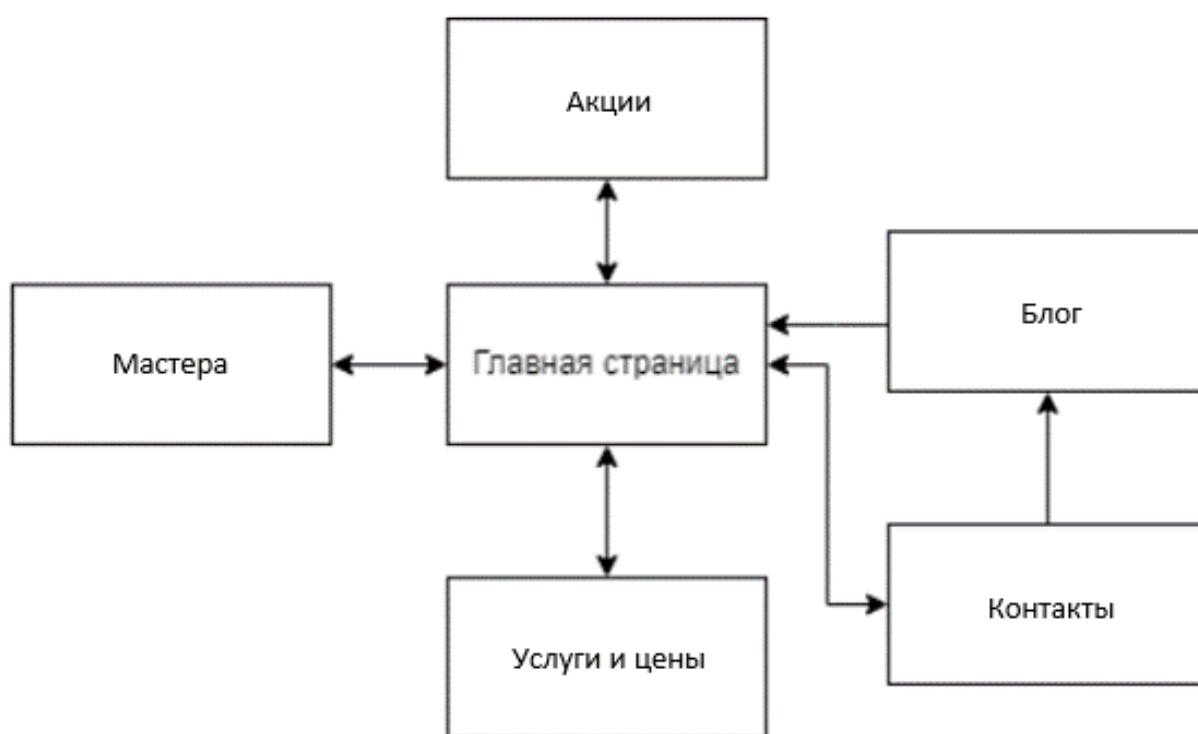 Акции
Блог
Мастера
Главная страница
Контакты
Услуги и цены